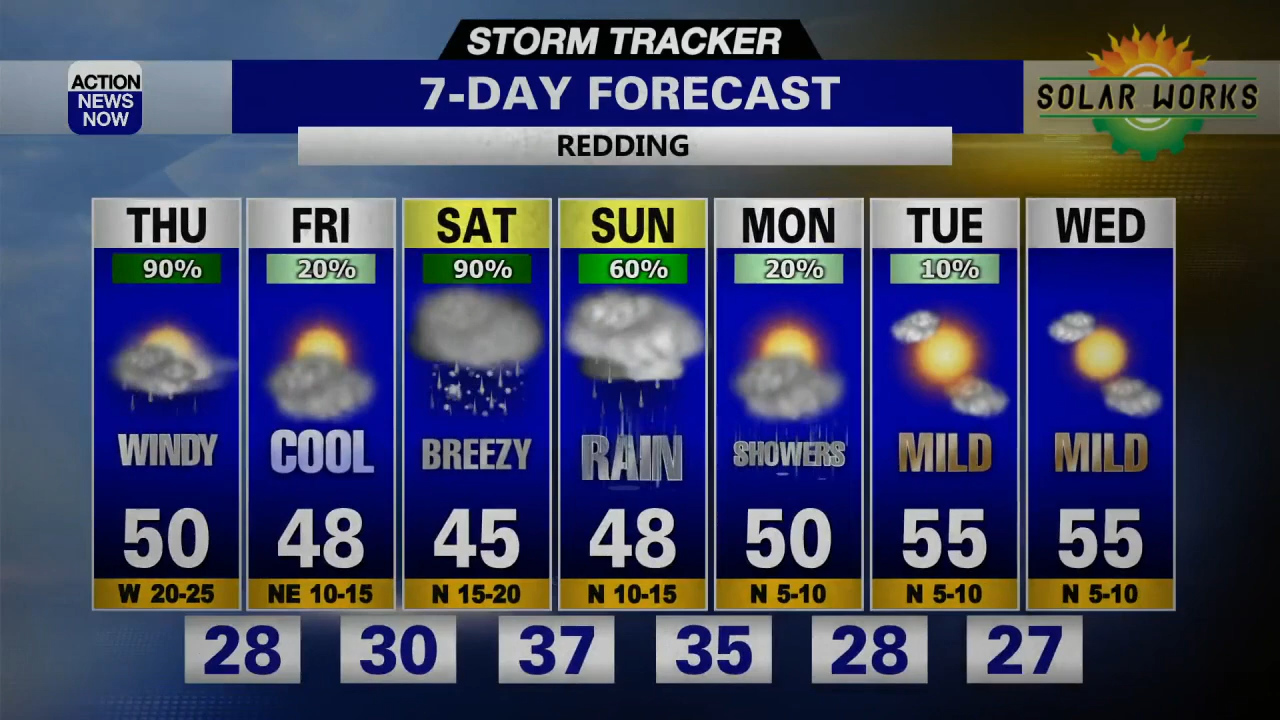 STORM TRACKER
ACTION
NEWS
NOW
7-DAY FORECAST
SOLAR WORKS
REDDING
THU
90%
WINDY
50
W 20-25
FRI
20%
COOL
48
NE 10-15
SAT
90%
BREEZY
45
N 15-20
SUN
60%
RAIN
48
N 10-15
MON
20%
SHOWERS
50
N 5-10
TUE
10%
MILD
55
N 5-10
WED
MILD
55
N 5-10
28
30
37
35
28
27